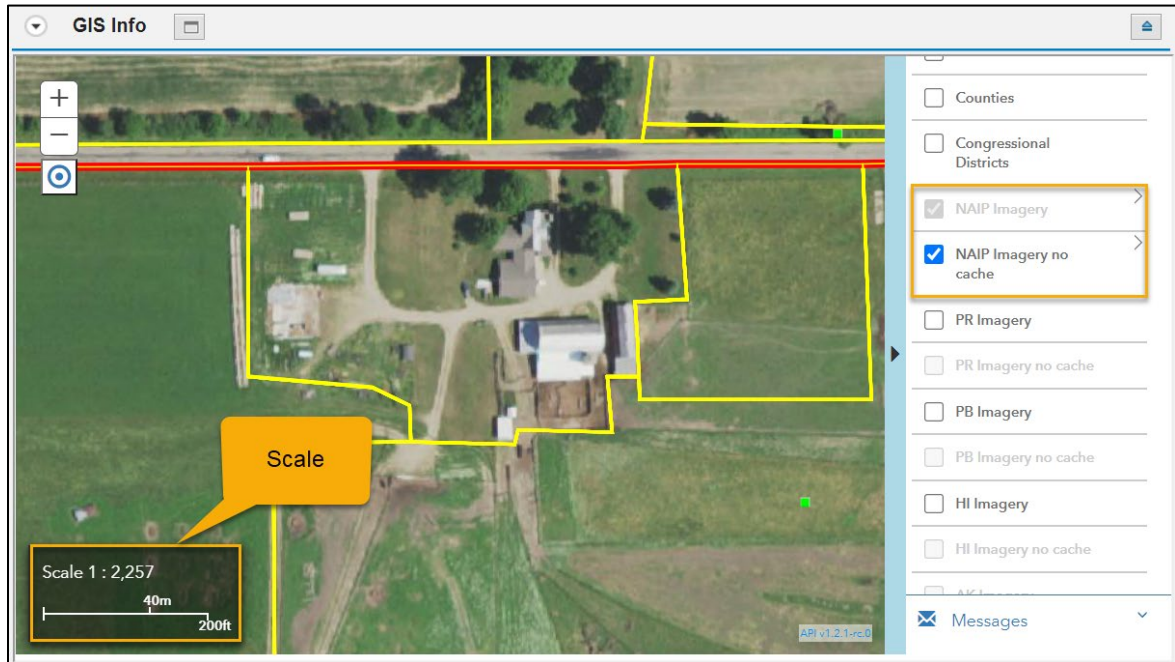 GIS Info
+
−
Scale
Scale 1 : 2,257
40m
200ft
API v1.2.1-rc.0
Counties
Congressional
Districts
NAIP Imagery
NAIP Imagery no
cache
PR Imagery
PR Imagery no cache
PB Imagery
PB Imagery no cache
HI Imagery
HI Imagery no cache
AK Imagery
Messages